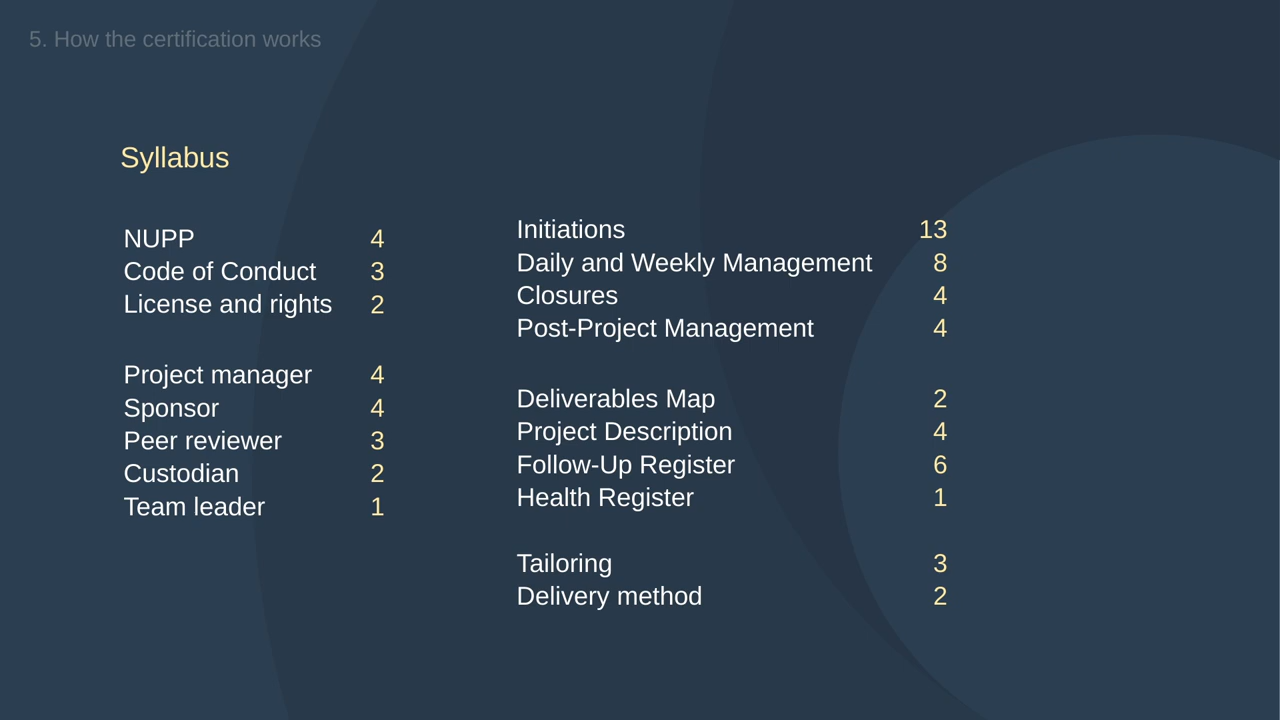 5. How the certification works
Syllabus
NUPP 4
Code of Conduct 3
License and rights 2
Project manager 4
Sponsor 4
Peer reviewer 3
Custodian 2
Team leader 1
Initiations 13
Daily and Weekly Management 8
Closures 4
Post-Project Management 4
Deliverables Map 2
Project Description 4
Follow-Up Register 6
Health Register 1
Tailoring 3
Delivery method 2